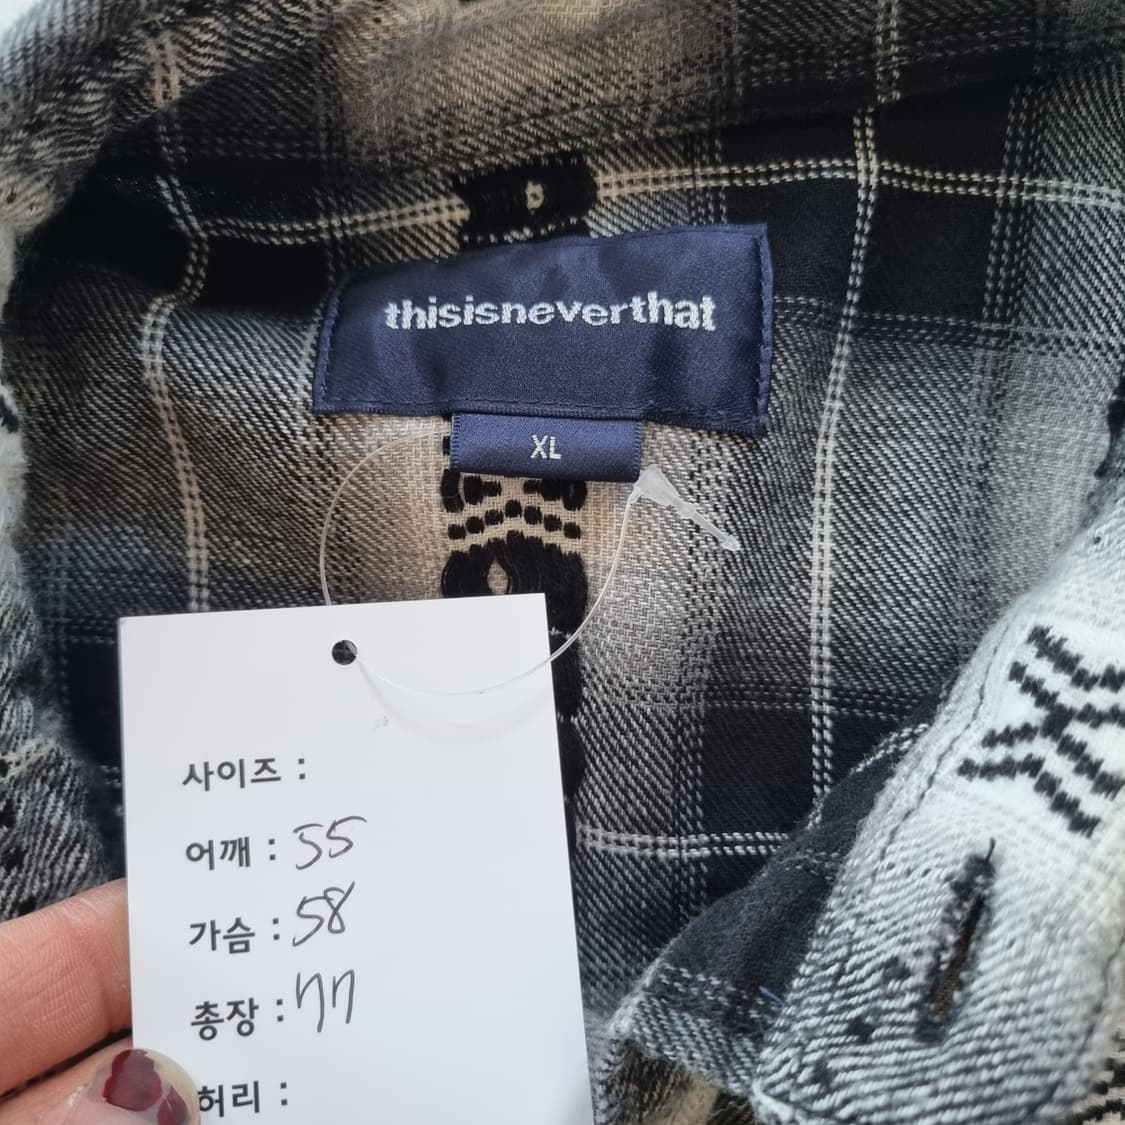 thisisneverthat
XL
사이즈 :
어깨 : 55
가슴 : 58
총장 : 77
허리 :